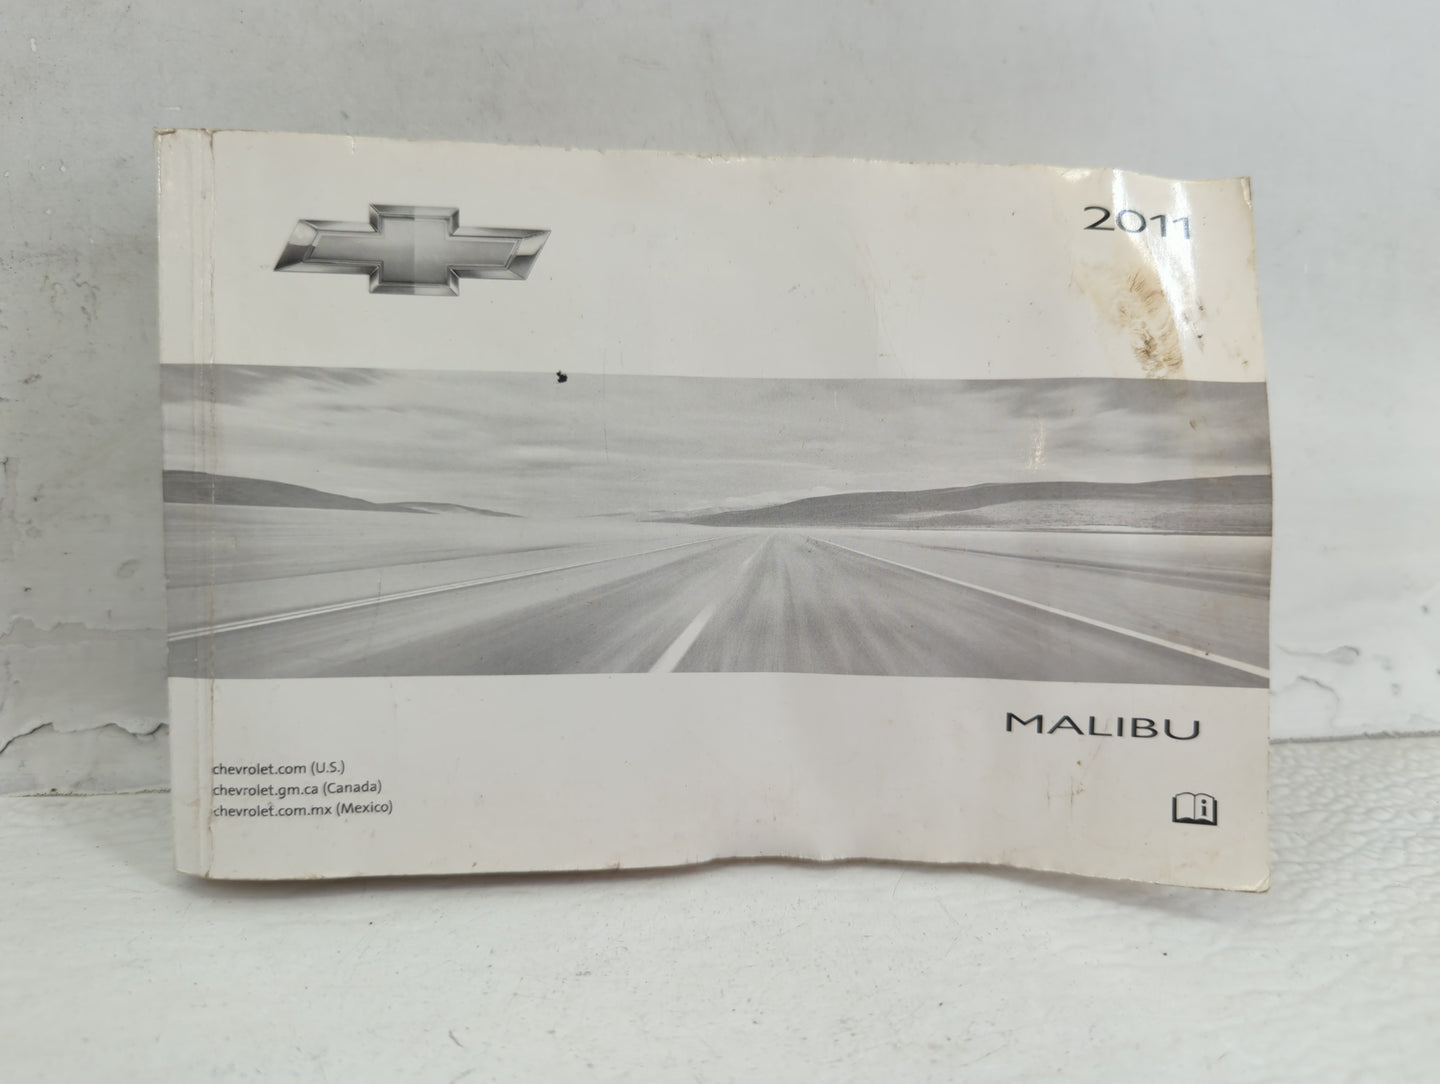 2011
MALIBU
chevrolet.com (U.S.)
chevrolet.gm.ca (Canada)
chevrolet.com.mx (Mexico)
i